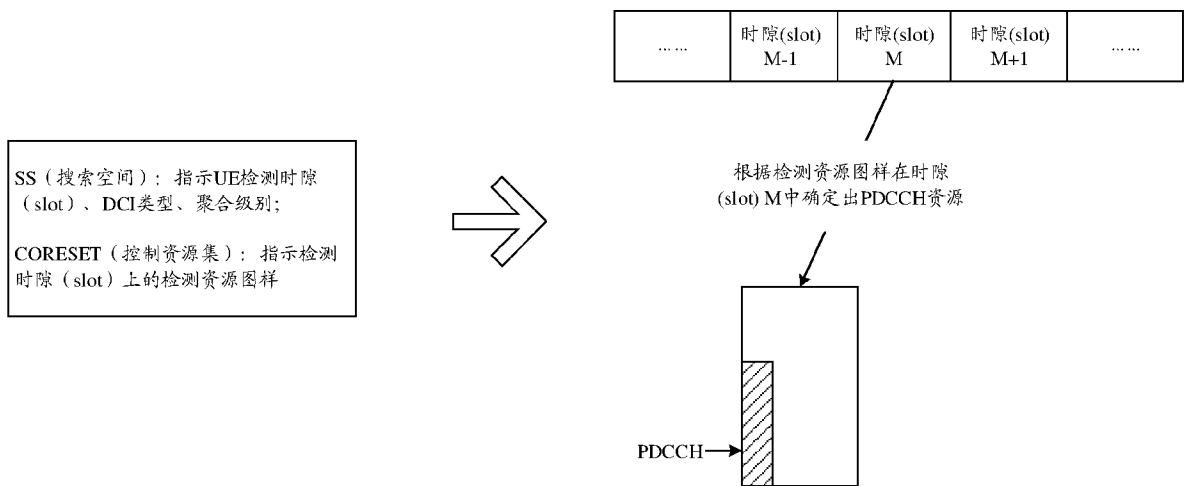 SS（搜索空间）：指示UE检测时隙
（slot）、DCI类型、聚合级别；
CORESET（控制资源集）：指示检测
时隙（slot）上的检测资源图样
……
时隙(slot)
M-1
时隙(slot)
M
时隙(slot)
M+1
……
根据检测资源图样在时隙
(slot) M中确定出PDCCH资源
PDCCH